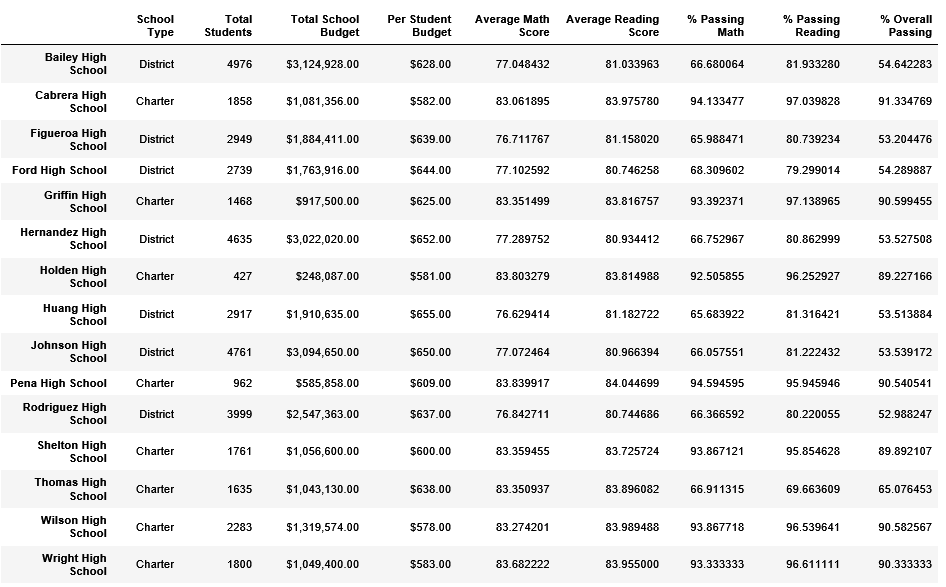 School Type Total Students Total School Budget Per Student Budget Average Math Score Average Reading Score % Passing Math % Passing Reading % Overall Passing
Bailey High School District 4976 $3,124,928.00 $628.00 77.048432 81.033963 66.680064 81.933280 54.642283
Cabrera High School Charter 1858 $1,081,356.00 $582.00 83.061895 83.975780 94.133477 97.039828 91.334769
Figueroa High School District 2949 $1,884,411.00 $639.00 76.711767 81.158020 65.988471 80.739234 53.204476
Ford High School District 2739 $1,763,916.00 $644.00 77.102592 80.746258 68.309602 79.299014 54.289887
Griffin High School Charter 1468 $917,500.00 $625.00 83.351499 83.816757 93.392371 97.138965 90.599455
Hernandez High School District 4635 $3,022,020.00 $652.00 77.289752 80.934412 66.752967 80.862999 53.527508
Holden High School Charter 427 $248,087.00 $581.00 83.803279 83.814988 92.505855 96.252927 89.227166
Huang High School District 2917 $1,910,635.00 $655.00 76.629414 81.182722 65.683922 81.316421 53.513884
Johnson High School District 4761 $3,094,650.00 $650.00 77.072464 80.966394 66.057551 81.222432 53.539172
Pena High School Charter 962 $585,858.00 $609.00 83.839917 84.044699 94.594595 95.945946 90.540541
Rodriguez High School District 3999 $2,547,363.00 $637.00 76.842711 80.744686 66.366592 80.220055 52.988247
Shelton High School Charter 1761 $1,056,600.00 $600.00 83.359455 83.725724 93.867121 95.854628 89.892107
Thomas High School Charter 1635 $1,043,130.00 $638.00 83.350937 83.896082 66.911315 69.663609 65.076453
Wilson High School Charter 2283 $1,319,574.00 $578.00 83.274201 83.989488 93.867718 96.539641 90.582567
Wright High School Charter 1800 $1,049,400.00 $583.00 83.682222 83.955000 93.333333 96.611111 90.333333